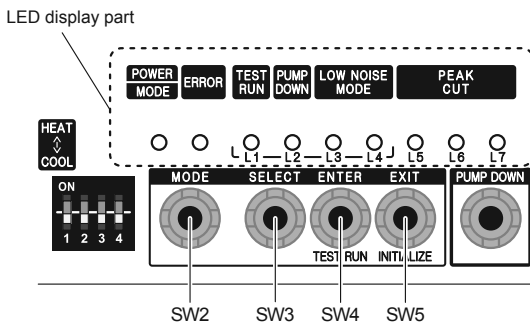 LED display part
POWER
MODE
ERROR
TEST
RUN
PUMP
DOWN
LOW NOISE
MODE
PEAK
CUT
HEAT
COOL
L1 L2 L3 L4 L5 L6 L7
MODE SELECT ENTER EXIT PUMP DOWN
ON
1 2 3 4
TEST RUN INITIALIZE
SW2 SW3 SW4 SW5